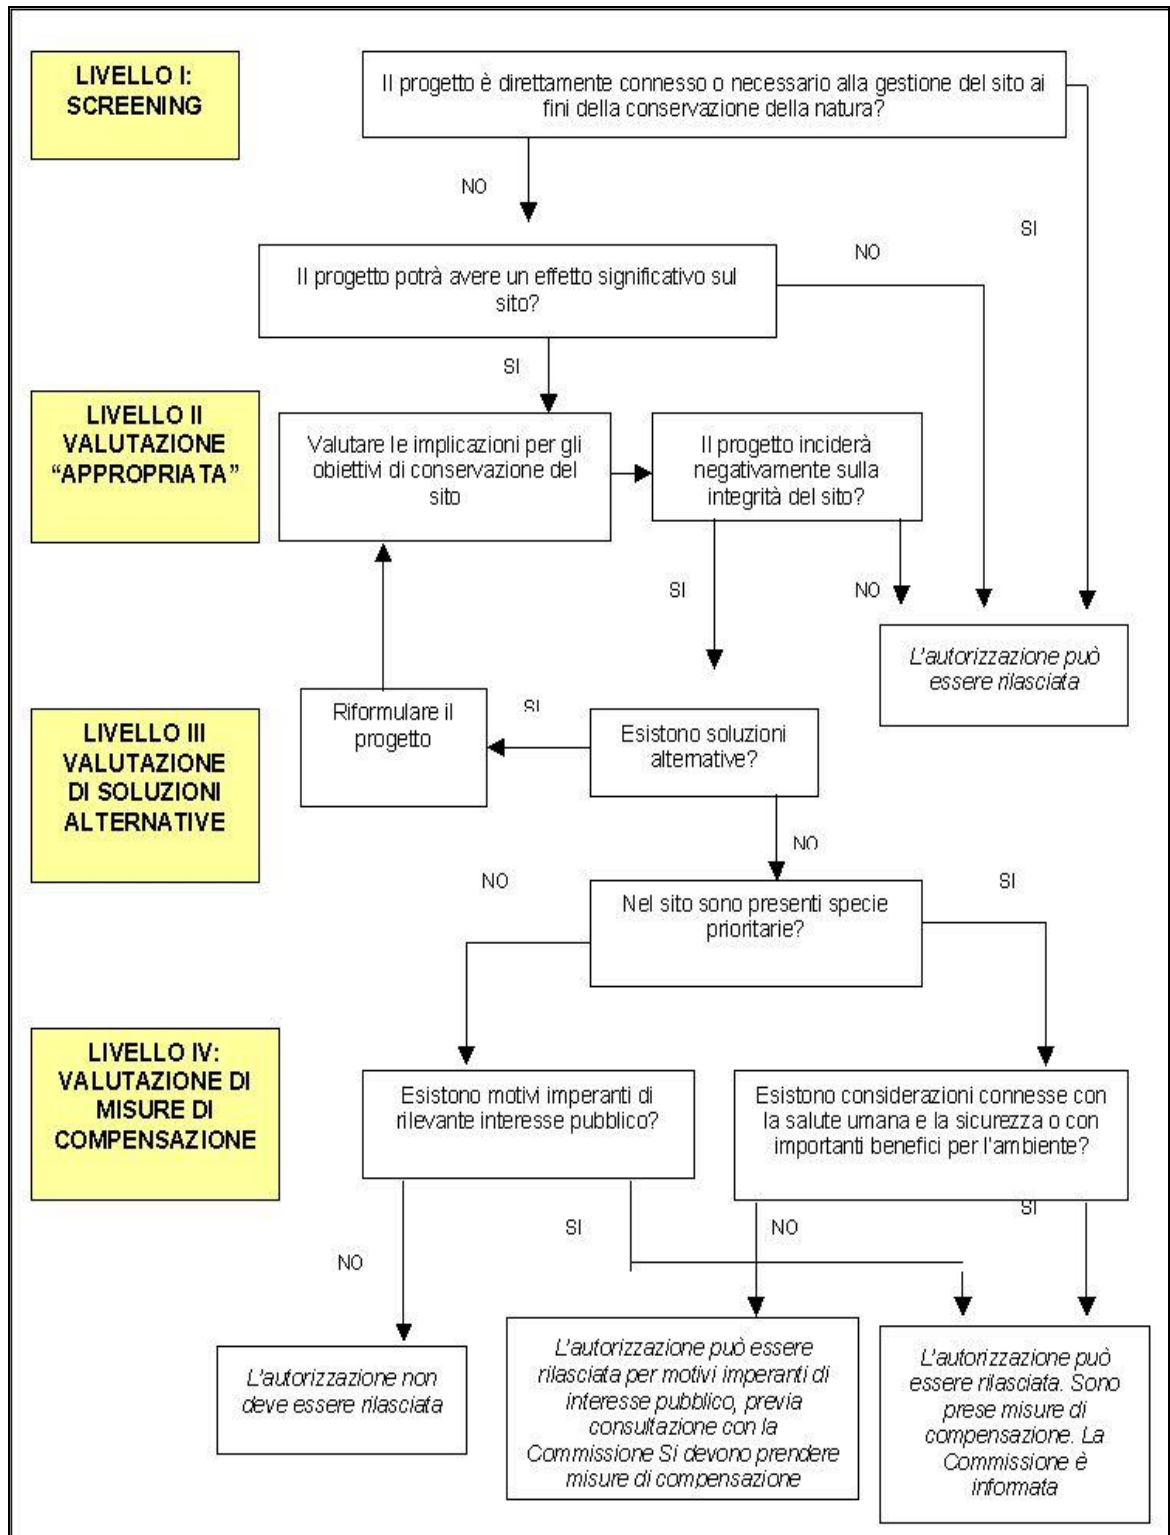 LIVELLO I:
SCREENING
Il progetto è direttamente connesso o necessario alla gestione del sito ai
fini della conservazione della natura?
NO
SI
Il progetto potrà avere un effetto significativo sul
sito?
NO
SI
LIVELLO II
VALUTAZIONE
“APPROPRIATA”
Valutare le implicazioni per gli
obiettivi di conservazione del
sito
Il progetto inciderà
negativamente sulla
integrità del sito?
SI
NO
L'autorizzazione può
essere rilasciata
LIVELLO III
VALUTAZIONE
DI SOLUZIONI
ALTERNATIVE
Riformulare il
progetto
SI
Esistono soluzioni
alternative?
NO
NO
SI
Nel sito sono presenti specie
prioritarie?
LIVELLO IV:
VALUTAZIONE DI
MISURE DI
COMPENSAZIONE
Esistono motivi imperanti di
rilevante interesse pubblico?
Esistono considerazioni connesse con
la salute umana e la sicurezza o con
importanti benefici per l'ambiente?
NO
SI
NO
SI
L'autorizzazione non
deve essere rilasciata
L'autorizzazione può essere
rilasciata per motivi imperanti di
interesse pubblico, previa
consultazione con la
Commissione Si devono prendere
misure di compensazione
L'autorizzazione può
essere rilasciata. Sono
prese misure di
compensazione. La
Commissione è
informata